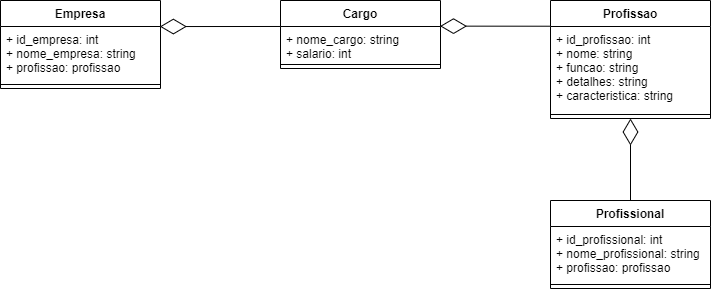 Empresa
+ id_empresa: int
+ nome_empresa: string
+ profissao: profissao
Cargo
+ nome_cargo: string
+ salario: int
Profissao
+ id_profissao: int
+ nome: string
+ funcao: string
+ detalhes: string
+ caracteristica: string
Profissional
+ id_profissional: int
+ nome_profissional: string
+ profissao: profissao